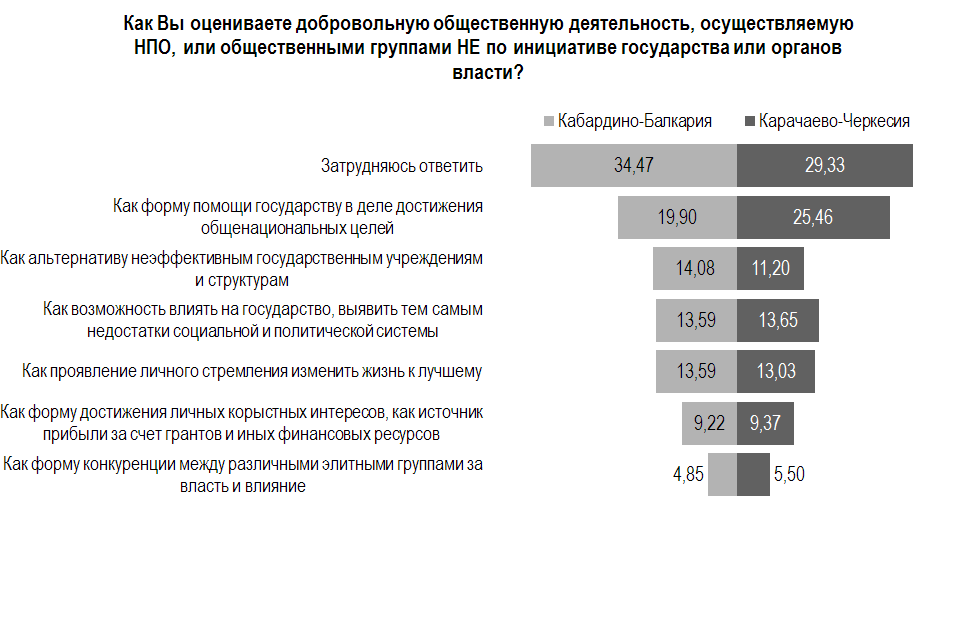 Как Вы оцениваете добровольную общественную деятельность, осуществляемую
НПО, или общественными группами НЕ по инициативе государства или органов
власти?
Кабардино-Балкария Карачаево-Черкесия
Затрудняюсь ответить 34,47 29,33
Как форму помощи государству в деле достижения
общенациональных целей 19,90 25,46
Как альтернативу неэффективным государственным учреждениям
и структурам 14,08 11,20
Как возможность влиять на государство, выявить тем самым
недостатки социальной и политической системы 13,59 13,65
Как проявление личного стремления изменить жизнь к лучшему 13,59 13,03
Как форму достижения личных корыстных интересов, как источник
прибыли за счет грантов и иных финансовых ресурсов 9,22 9,37
Как форму конкуренции между различными элитными группами за
власть и влияние 4,85 5,50